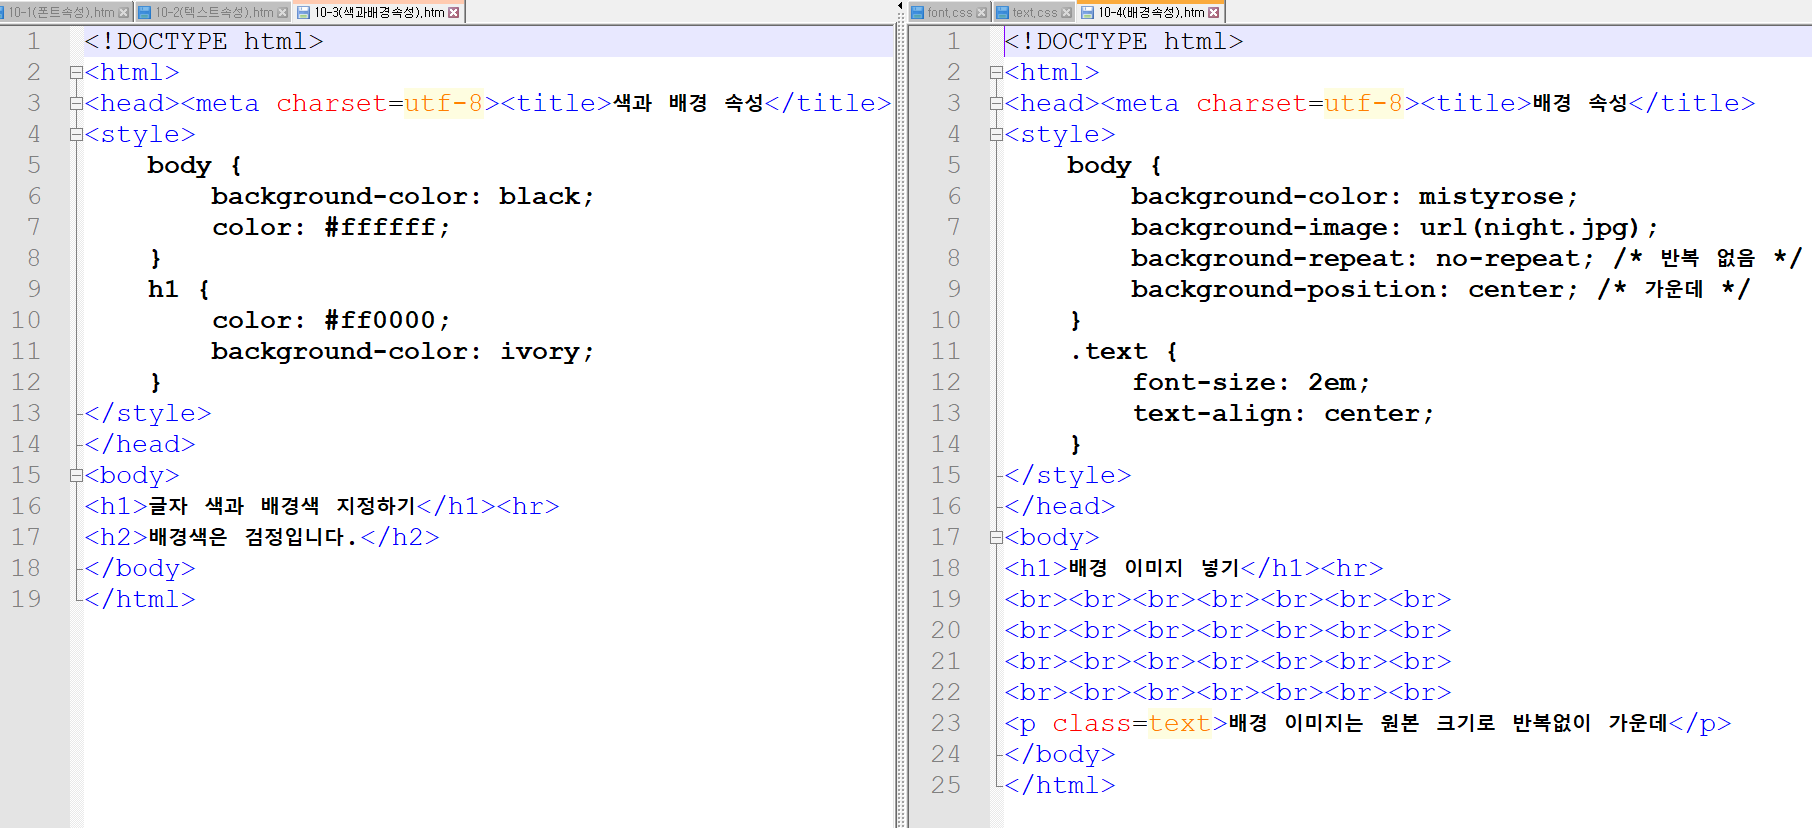 10-1(폰트속성).htm 10-2(텍스트속성).htm 10-3(색과배경속성).htm
1 <!DOCTYPE html>
2 <html>
3 <head><meta charset=utf-8><title>색과 배경 속성</title>
4 <style>
5 body {
6 background-color: black;
7 color: #ffffff;
8 }
9 h1 {
10 color: #ff0000;
11 background-color: ivory;
12 }
13 </style>
14 </head>
15 <body>
16 <h1>글자 색과 배경색 지정하기</h1><hr>
17 <h2>배경색은 검정입니다.</h2>
18 </body>
19 </html>
font.css text.css 10-4(배경속성).htm
1 <!DOCTYPE html>
2 <html>
3 <head><meta charset=utf-8><title>배경 속성</title>
4 <style>
5 body {
6 background-color: mistyrose;
7 background-image: url(night.jpg);
8 background-repeat: no-repeat; /* 반복 없음 */
9 background-position: center; /* 가운데 */
10 }
11 .text {
12 font-size: 2em;
13 text-align: center;
14 }
15 </style>
16 </head>
17 <body>
18 <h1>배경 이미지 넣기</h1><hr>
19 <br><br><br><br><br><br><br>
20 <br><br><br><br><br><br><br>
21 <br><br><br><br><br><br><br>
22 <br><br><br><br><br><br><br>
23 <p class=text>배경 이미지는 원본 크기로 반복없이 가운데</p>
24 </body>
25 </html>